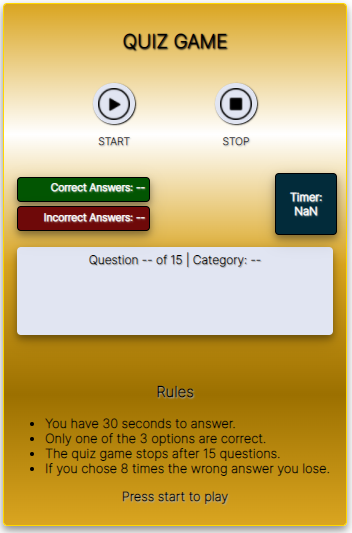 QUIZ GAME
START
STOP
Correct Answers: --
Incorrect Answers: --
Timer:
NaN
Question -- of 15 | Category: --
Rules
• You have 30 seconds to answer.
• Only one of the 3 options are correct.
• The quiz game stops after 15 questions.
• If you chose 8 times the wrong answer you lose.
Press start to play